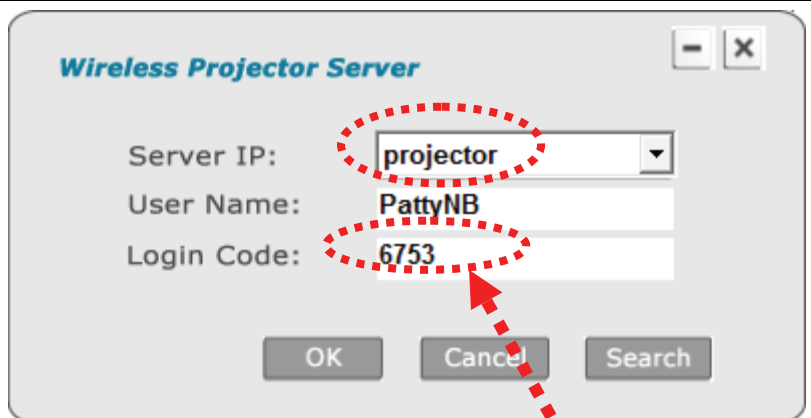 Wireless Projector Server
Server IP: projector
User Name: PattyNB
Login Code: 6753
OK Cancel Search